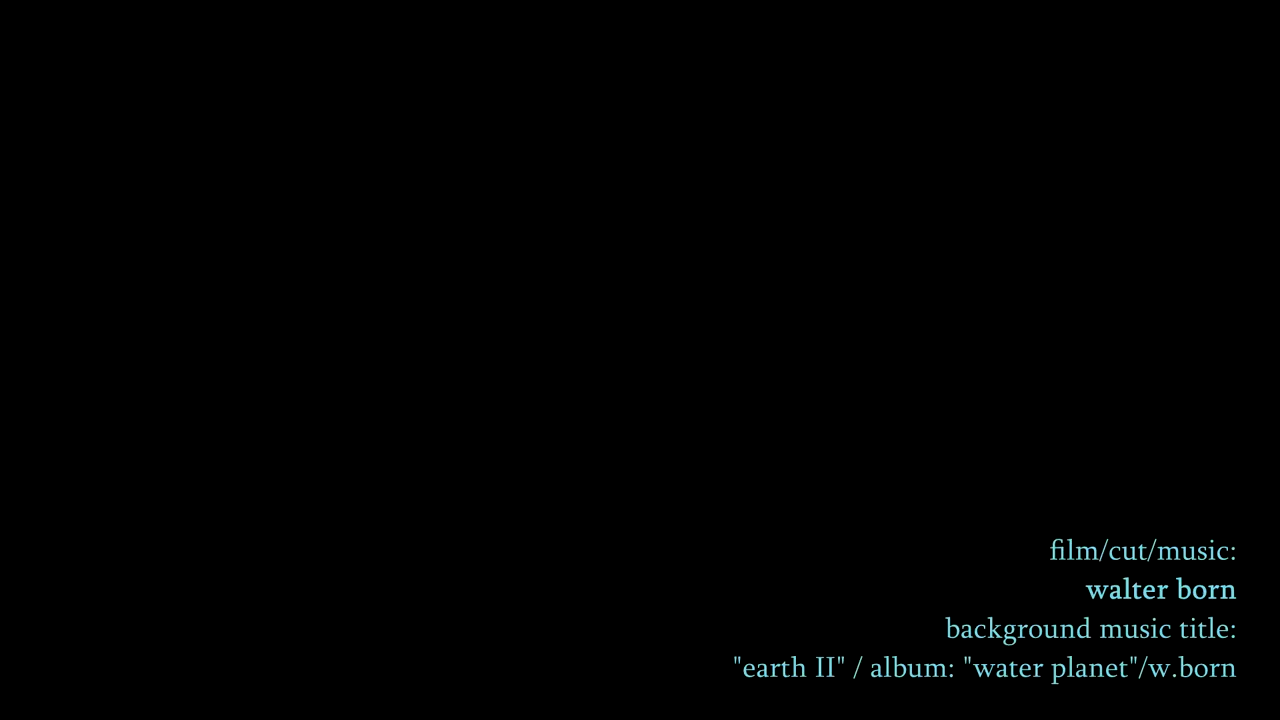 film/cut/music:
walter born
background music title:
"earth II" / album: "water planet"/w.born